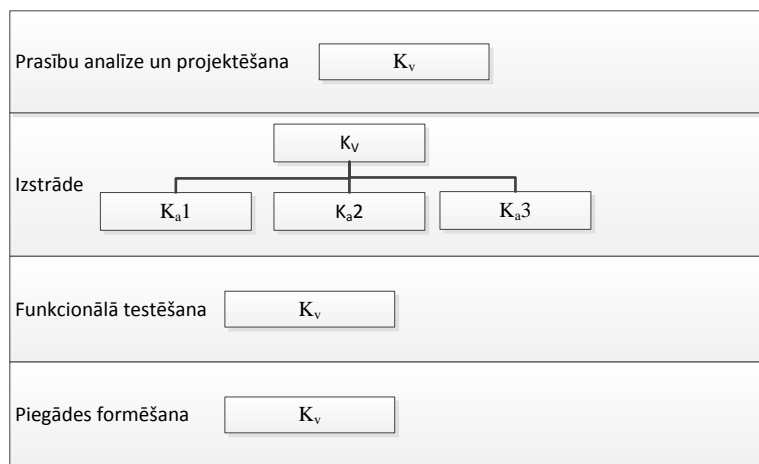 Prasību analīze un projektēšana Kᵥ
Kᵥ
Izstrāde
Kₐ1 Kₐ2 Kₐ3
Funkcionālā testēšana Kᵥ
Piegādes formēšana Kᵥ